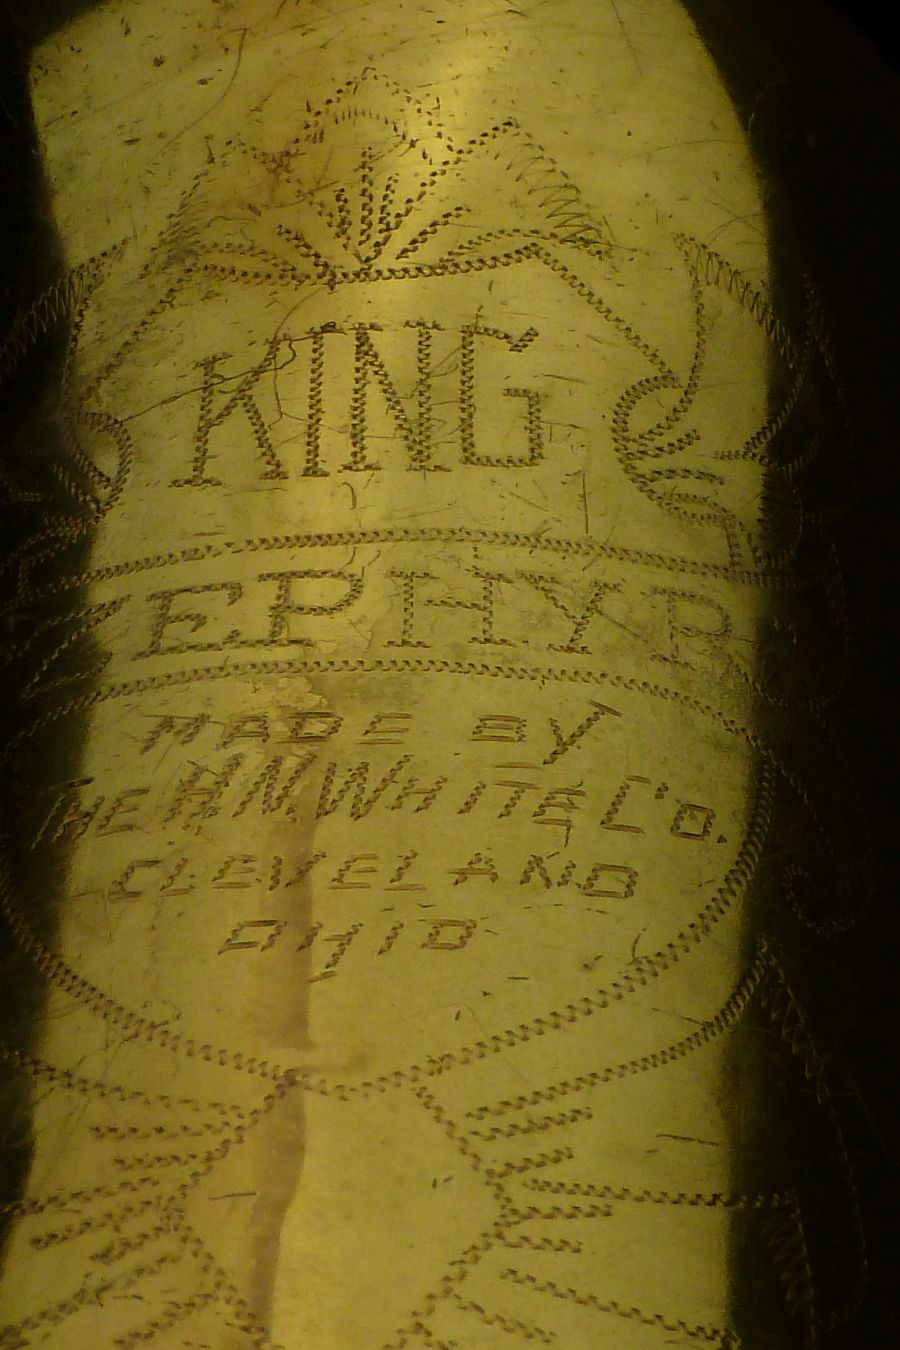 KING
ZEPHYR
MADE BY
THE H.N. WHITE CO.
CLEVELAND
OHIO